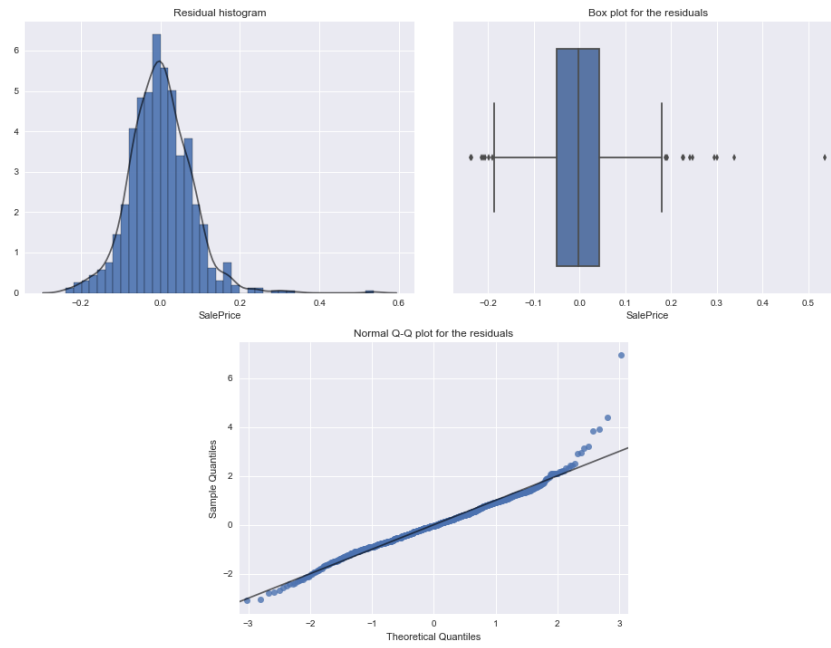 Residual histogram
6
5
4
3
2
1
0
−0.2 0.0 0.2 0.4 0.6
SalePrice
Box plot for the residuals
−0.2 −0.1 0.0 0.1 0.2 0.3 0.4 0.5
SalePrice
Normal Q-Q plot for the residuals
Sample Quantiles
6
4
2
0
−2
−3 −2 −1 0 1 2 3
Theoretical Quantiles